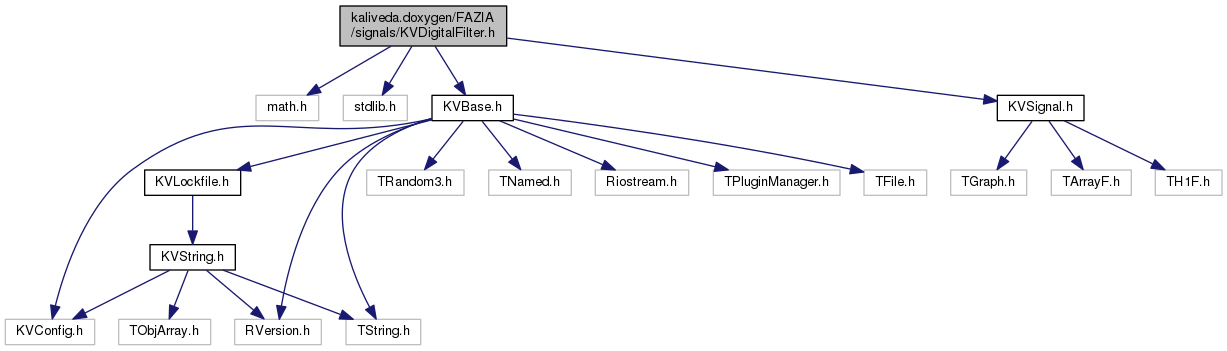 kaliveda.doxygen/FAZIA
/signals/KVDigitalFilter.h
math.h
stdlib.h
KVBase.h
KVSignal.h
KVLockfile.h
TRandom3.h
TNamed.h
Riostream.h
TPluginManager.h
TFile.h
TGraph.h
TArrayF.h
TH1F.h
KVString.h
KVConfig.h
TObjArray.h
RVersion.h
TString.h